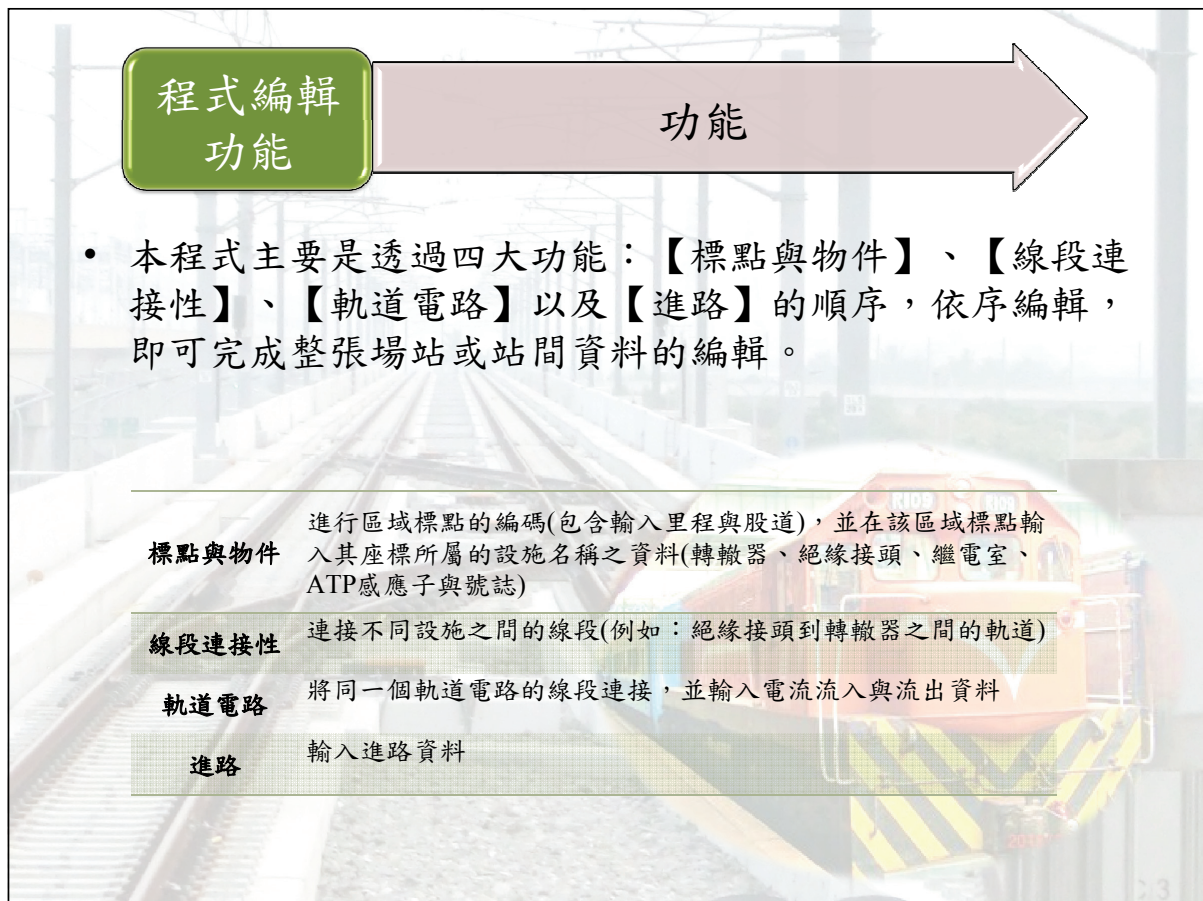 程式編輯
功能
功能
• 本程式主要是透過四大功能：【標點與物件】、【線段連
接性】、【軌道電路】以及【進路】的順序，依序編輯，
即可完成整張場站或站間資料的編輯。
標點與物件
進行區域標點的編碼(包含輸入里程與股道)，並在該區域標點輸
入其座標所屬的設施名稱之資料(轉轍器、絕緣接頭、繼電室、
ATP感應子與號誌)
線段連接性
連接不同設施之間的線段(例如：絕緣接頭到轉轍器之間的軌道)
軌道電路
將同一個軌道電路的線段連接，並輸入電流流入與流出資料
進路
輸入進路資料
R109